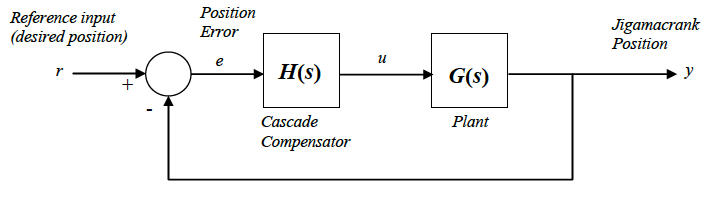 Reference input
(desired position)
Position
Error
Jigamacrank
Position
r
+
-
e
H(s)
u
G(s)
y
Cascade
Compensator
Plant